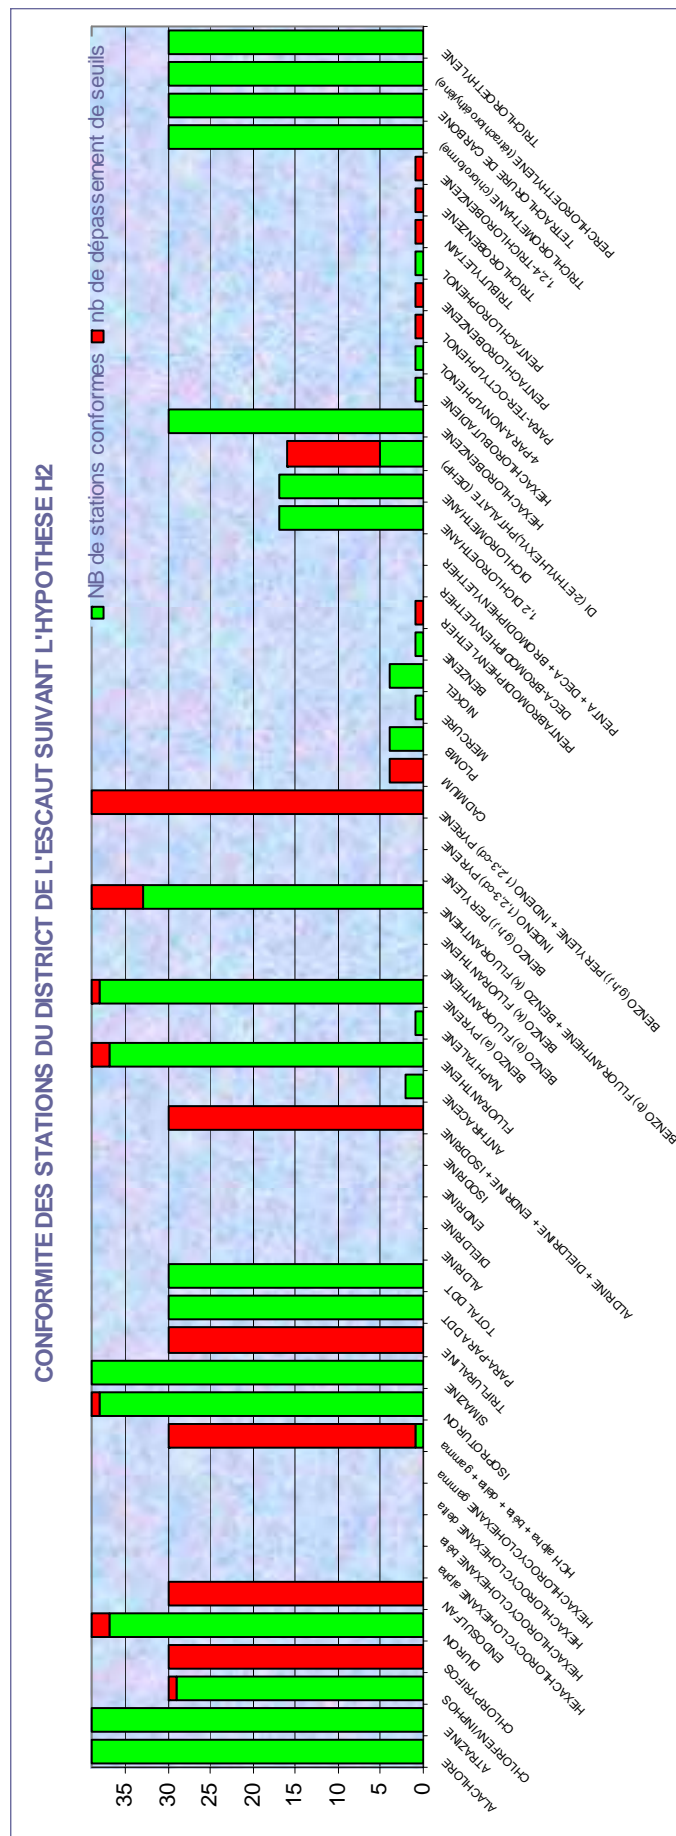 CONFORMITE DES STATIONS DU DISTRICT DE L'ESCAUT SUIVANT L'HYPOTHESE H2
NB de stations conformes
nb de dépassement de seuils
35
30
25
20
15
10
5
0
ALACHLORE
ATRAZINE
CHLORFENVINPHOS
CHLORPYRIFOS
DIURON
ENDOSULFAN
HEXACHLOROCYCLOHEXANE alpha
HEXACHLOROCYCLOHEXANE béta
HEXACHLOROCYCLOHEXANE delta
HEXACHLOROCYCLOHEXANE gamma
HCH alpha + béta + delta + gamma
ISOPROTURON
SIMAZINE
TRIFLURALINE
PARA-PARA DDT
TOTAL DDT
ALDRINE
DIELDRINE
ENDRINE
ISODRINE
ALDRINE + DIELDRINE + ENDRINE + ISODRINE
ANTHRACENE
FLUORANTHENE
NAPHTALENE
BENZO (a) PYRENE
BENZO (b) FLUORANTHENE
BENZO (k) FLUORANTHENE
BENZO (b) FLUORANTHENE + BENZO (k) FLUORANTHENE
BENZO (g,h,i) PERYLENE
INDENO (1,2,3-cd) PYRENE
BENZO (g,h,i) PERYLENE + INDENO (1,2,3-cd) PYRENE
CADMIUM
PLOMB
MERCURE
NICKEL
BENZENE
PENTABROMODIPHENYLETHER
DECA-BROMODIPHENYLETHER
PENTA + DECA + BROMODIPHENYLETHER
1,2 DICHLOROETHANE
DICHLOROMETHANE
DI (2-ETHYLHEXYL)PHTALATE (DEHP)
HEXACHLOROBENZENE
HEXACHLOROBUTADIENE
4-PARA-NONYLPHENOL
PARA-TER-OCTYLPHENOL
PENTACHLOROBENZENE
PENTACHLOROPHENOL
TRIBUTYLETAIN
TRICHLOROBENZENE
1,2,4-TRICHLOROBENZENE
TRICHLOROMETHANE (chloroforme)
TETRACHLORURE DE CARBONE
PERCHLOROETHYLENE (tétrachloroéthylène)
TRICHLOROETHYLENE